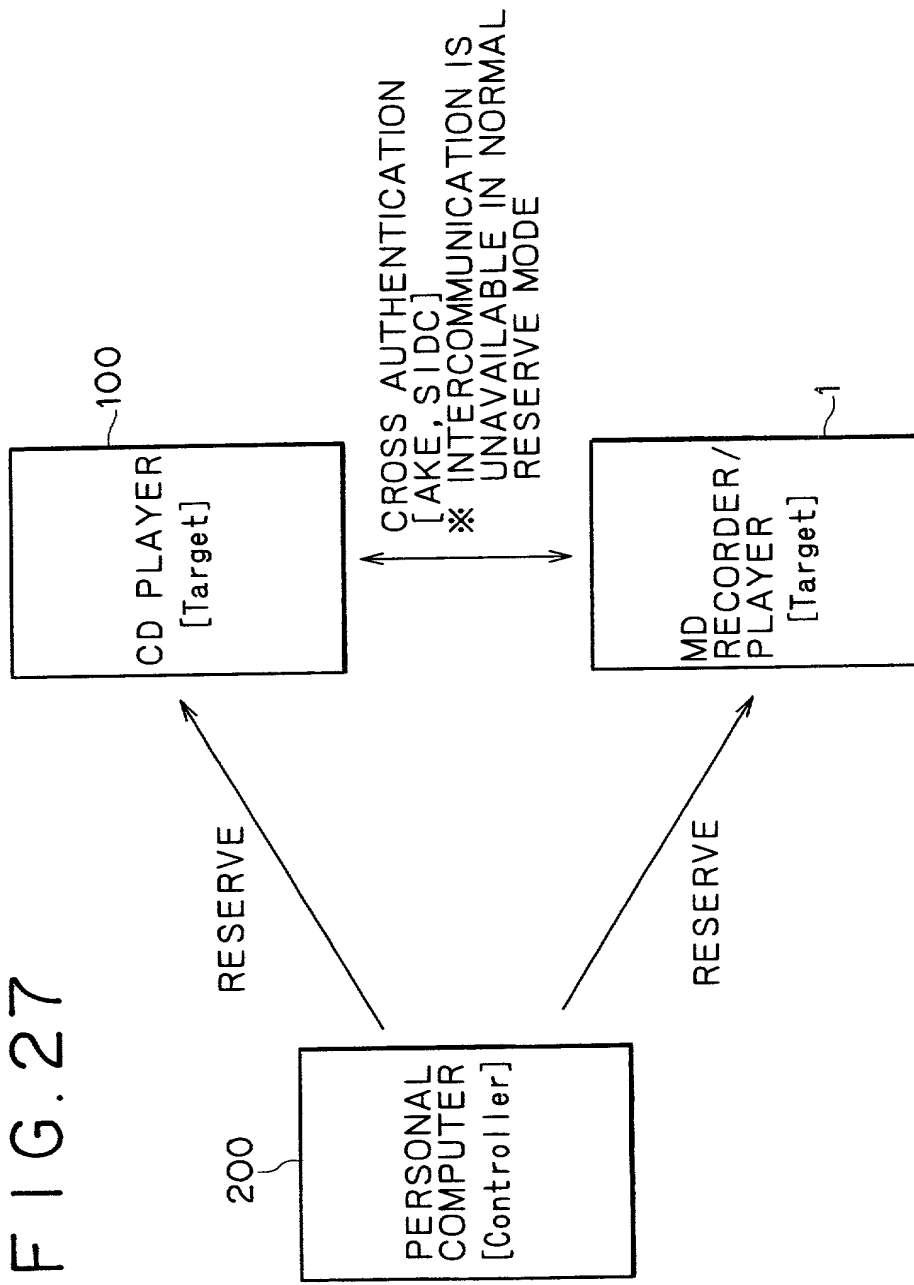 FIG. 27
200
PERSONAL
COMPUTER
[Controller]
RESERVE
RESERVE
100
CD PLAYER
[Target]
CROSS AUTHENTICATION
[AKE, SIDC]
※ INTERCOMMUNICATION IS
UNAVAILABLE IN NORMAL
RESERVE MODE
1
MD
RECORDER/
PLAYER
[Target]